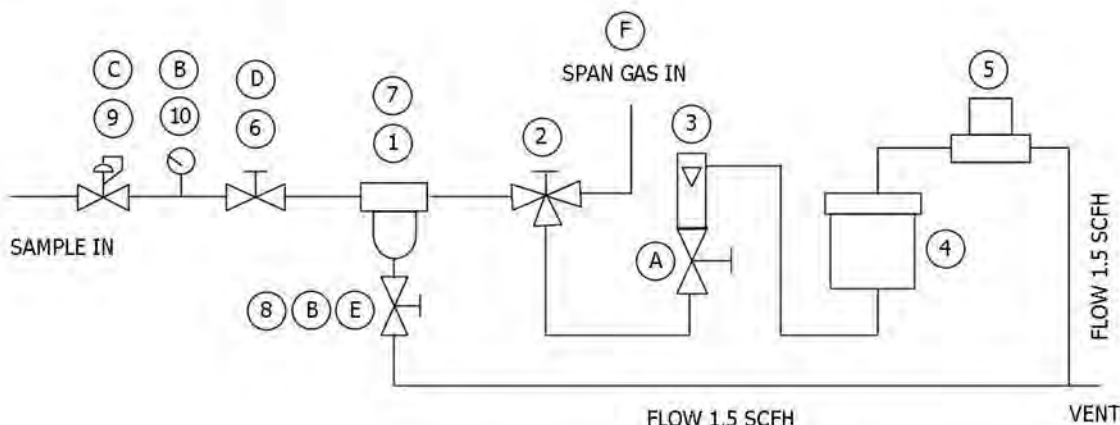 F
C
B
D
7
SPAN GAS IN
5
9
10
6
1
2
3
SAMPLE IN
A
4
8
B
E
FLOW 1.5 SCFH
FLOW 1.5 SCFH
VENT